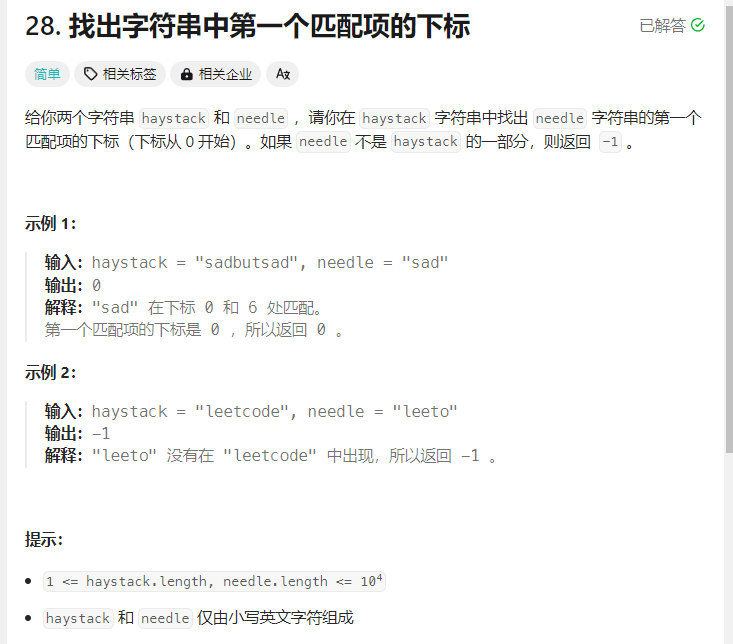 28. 找出字符串中第一个匹配项的下标
已解答
简单 相关标签 相关企业 Aあ
给你两个字符串 haystack 和 needle ，请你在 haystack 字符串中找出 needle 字符串的第一个
匹配项的下标（下标从 0 开始）。如果 needle 不是 haystack 的一部分，则返回 -1 。
示例 1：
输入：haystack = "sadbutsad", needle = "sad"
输出：0
解释："sad" 在下标 0 和 6 处匹配。
第一个匹配项的下标是 0 ，所以返回 0 。
示例 2：
输入：haystack = "leetcode", needle = "leeto"
输出：-1
解释："leeto" 没有在 "leetcode" 中出现，所以返回 -1 。
提示：
• 1 <= haystack.length, needle.length <= 10⁴
• haystack 和 needle 仅由小写英文字符组成